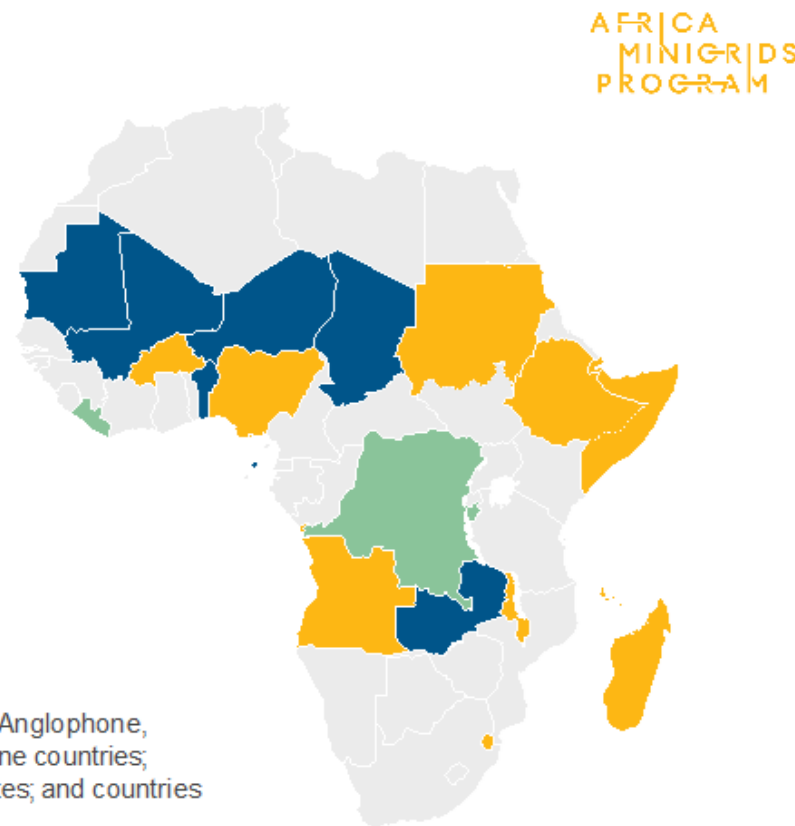 AFRICA
MINIGRIDS
PROGRAM
Anglophone,
ne countries;
tes; and countries